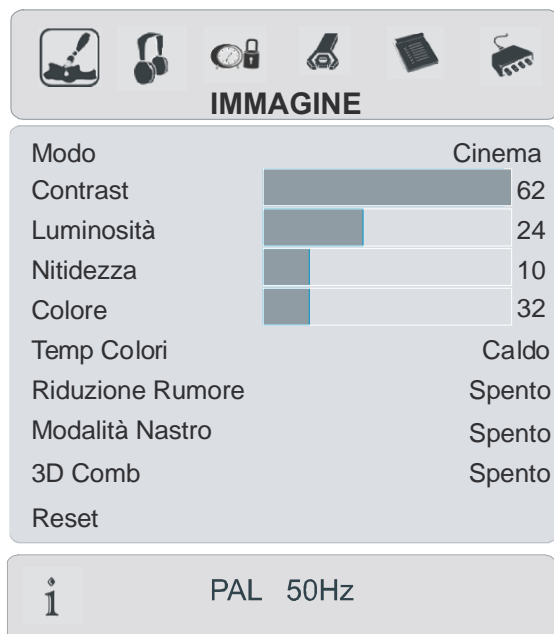 IMMAGINE
Modo Cinema
Contrast 62
Luminosità 24
Nitidezza 10
Colore 32
Temp Colori Caldo
Riduzione Rumore Spento
Modalità Nastro Spento
3D Comb Spento
Reset
i PAL 50Hz